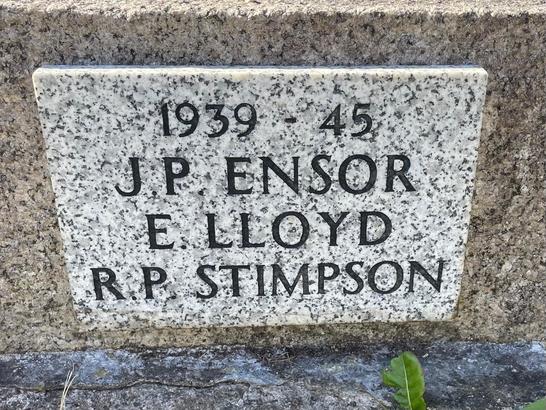 1939 - 45
J.P. ENSOR
E. LLOYD
R.P. STIMPSON